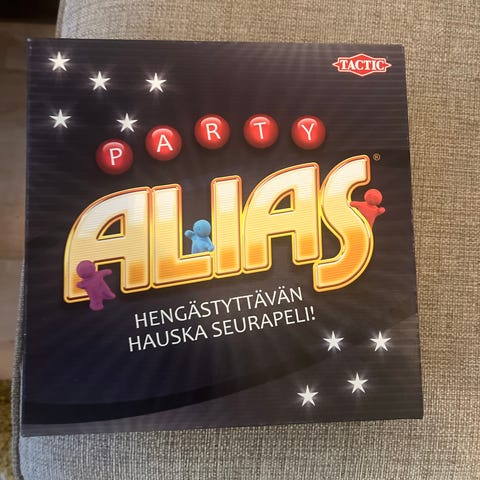 TACTIC
PARTY
ALIAS®
HENGÄSTYTTÄVÄN
HAUSKA SEURAPELI!